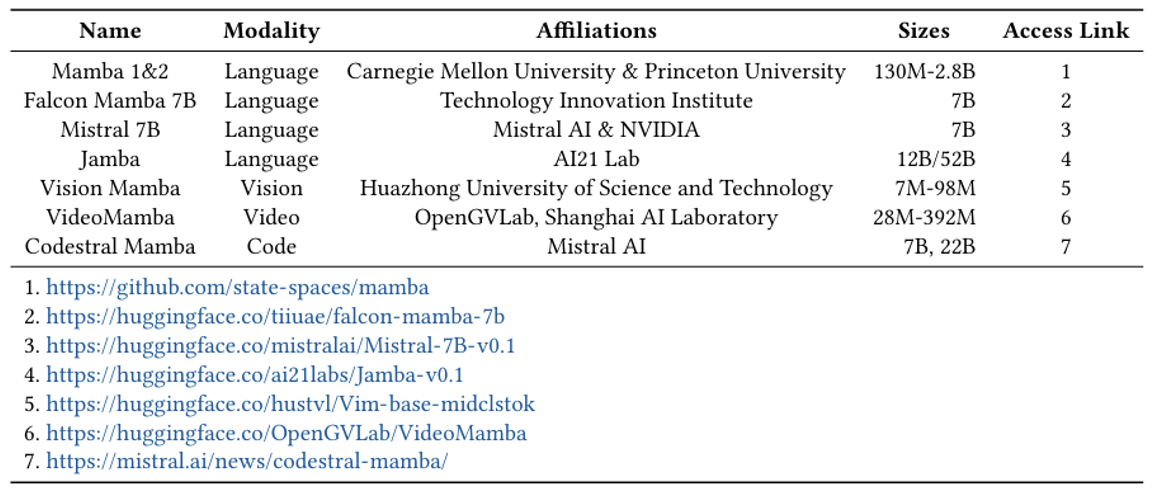 Name Modality Affiliations Sizes Access Link
Mamba 1&2 Language Carnegie Mellon University & Princeton University 130M-2.8B 1
Falcon Mamba 7B Language Technology Innovation Institute 7B 2
Mistral 7B Language Mistral AI & NVIDIA 7B 3
Jamba Language AI21 Lab 12B/52B 4
Vision Mamba Vision Huazhong University of Science and Technology 7M-98M 5
VideoMamba Video OpenGVLab, Shanghai AI Laboratory 28M-392M 6
Codestral Mamba Code Mistral AI 7B, 22B 7
1. https://github.com/state-spaces/mamba
2. https://huggingface.co/tiiuae/falcon-mamba-7b
3. https://huggingface.co/mistralai/Mistral-7B-v0.1
4. https://huggingface.co/ai21labs/Jamba-v0.1
5. https://huggingface.co/hustvl/Vim-base-midclstok
6. https://huggingface.co/OpenGVLab/VideoMamba
7. https://mistral.ai/news/codestral-mamba/